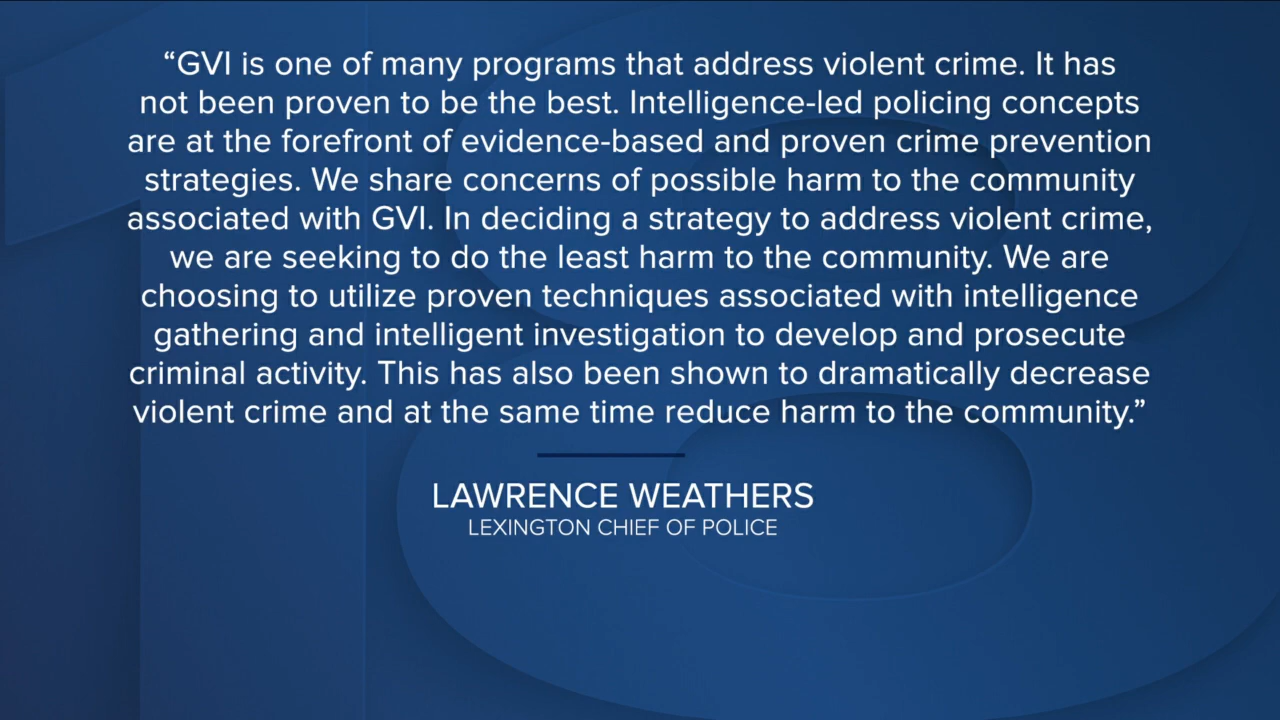 “GVI is one of many programs that address violent crime. It has
not been proven to be the best. Intelligence-led policing concepts
are at the forefront of evidence-based and proven crime prevention
strategies. We share concerns of possible harm to the community
associated with GVI. In deciding a strategy to address violent crime,
we are seeking to do the least harm to the community. We are
choosing to utilize proven techniques associated with intelligence
gathering and intelligent investigation to develop and prosecute
criminal activity. This has also been shown to dramatically decrease
violent crime and at the same time reduce harm to the community.”
LAWRENCE WEATHERS
LEXINGTON CHIEF OF POLICE
18